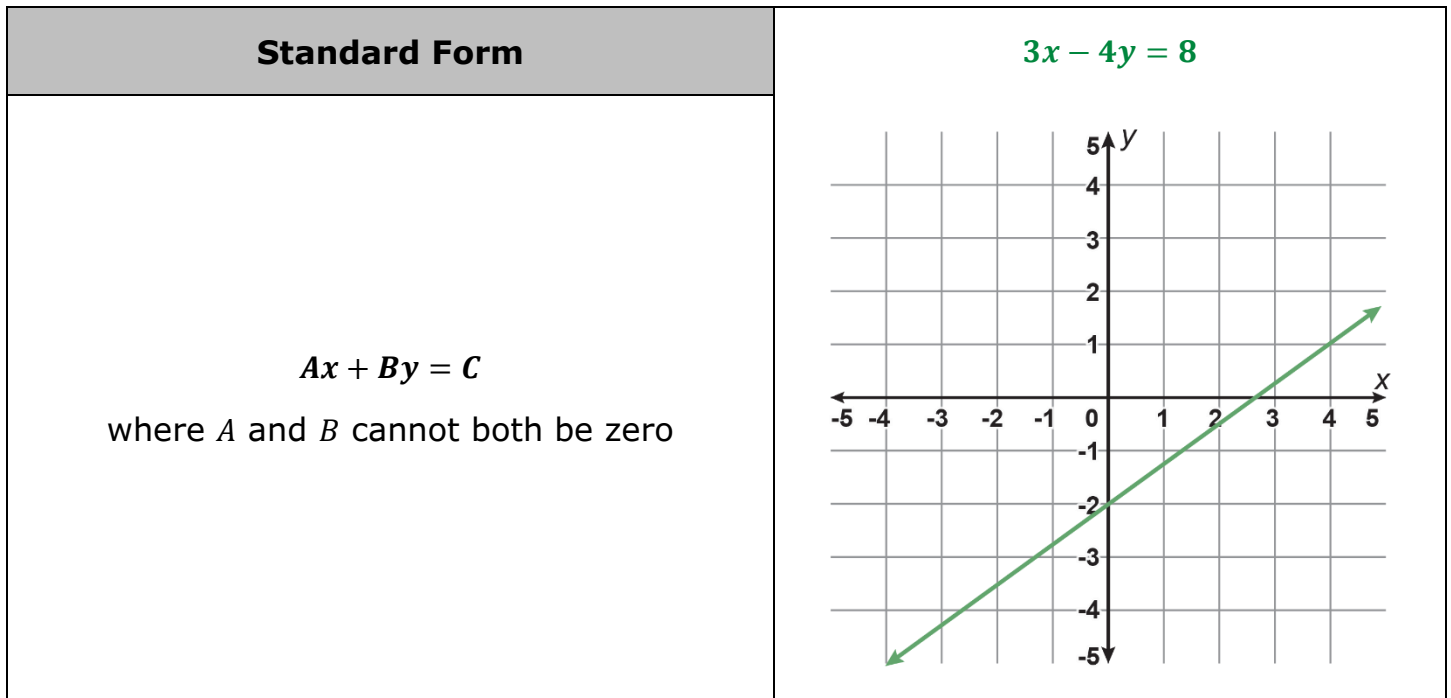 Standard Form
Ax + By = C
where A and B cannot both be zero
3x − 4y = 8
5 y
4
3
2
1
x
-5 -4 -3 -2 -1 0 1 2 3 4 5
-1
-2
-3
-4
-5